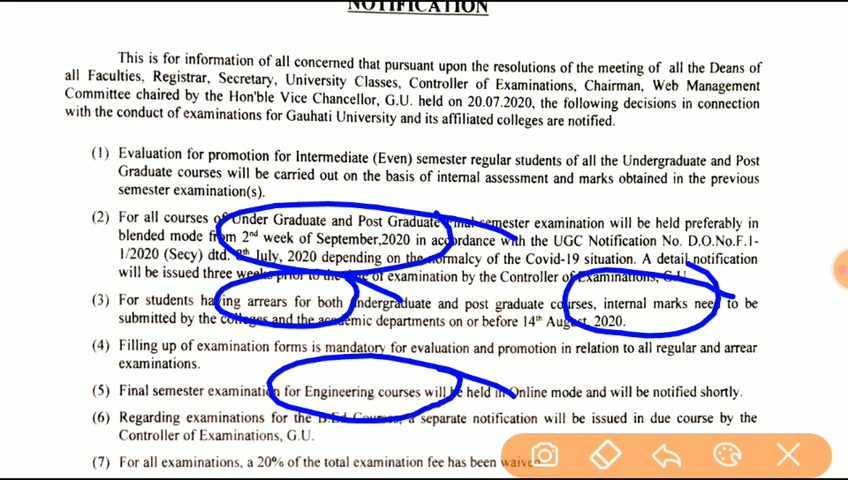 NOTIFICATION
This is for information of all concerned that pursuant upon the resolutions of the meeting of all the Deans of
all Faculties, Registrar, Secretary, University Classes, Controller of Examinations, Chairman, Web Management
Committee chaired by the Hon'ble Vice Chancellor, G.U. held on 20.07.2020, the following decisions in connection
with the conduct of examinations for Gauhati University and its affiliated colleges are notified.
(1) Evaluation for promotion for Intermediate (Even) semester regular students of all the Undergraduate and Post
Graduate courses will be carried out on the basis of internal assessment and marks obtained in the previous
semester examination(s).
(2) For all courses of Under Graduate and Post Graduate Final semester examination will be held preferably in
blended mode from 2nd week of September,2020 in accordance with the UGC Notification No. D.O.No.F.1-
1/2020 (Secy) dtd. 8th July, 2020 depending on the normalcy of the Covid-19 situation. A detail notification
will be issued three weeks prior to the date of examination by the Controller of Examinations, G.U.
(3) For students having arrears for both undergraduate and post graduate courses, internal marks need to be
submitted by the colleges and the academic departments on or before 14th August, 2020.
(4) Filling up of examination forms is mandatory for evaluation and promotion in relation to all regular and arrear
examinations.
(5) Final semester examination for Engineering courses will be held in Online mode and will be notified shortly.
(6) Regarding examinations for the B.Ed Courses, a separate notification will be issued in due course by the
Controller of Examinations, G.U.
(7) For all examinations, a 20% of the total examination fee has been waived